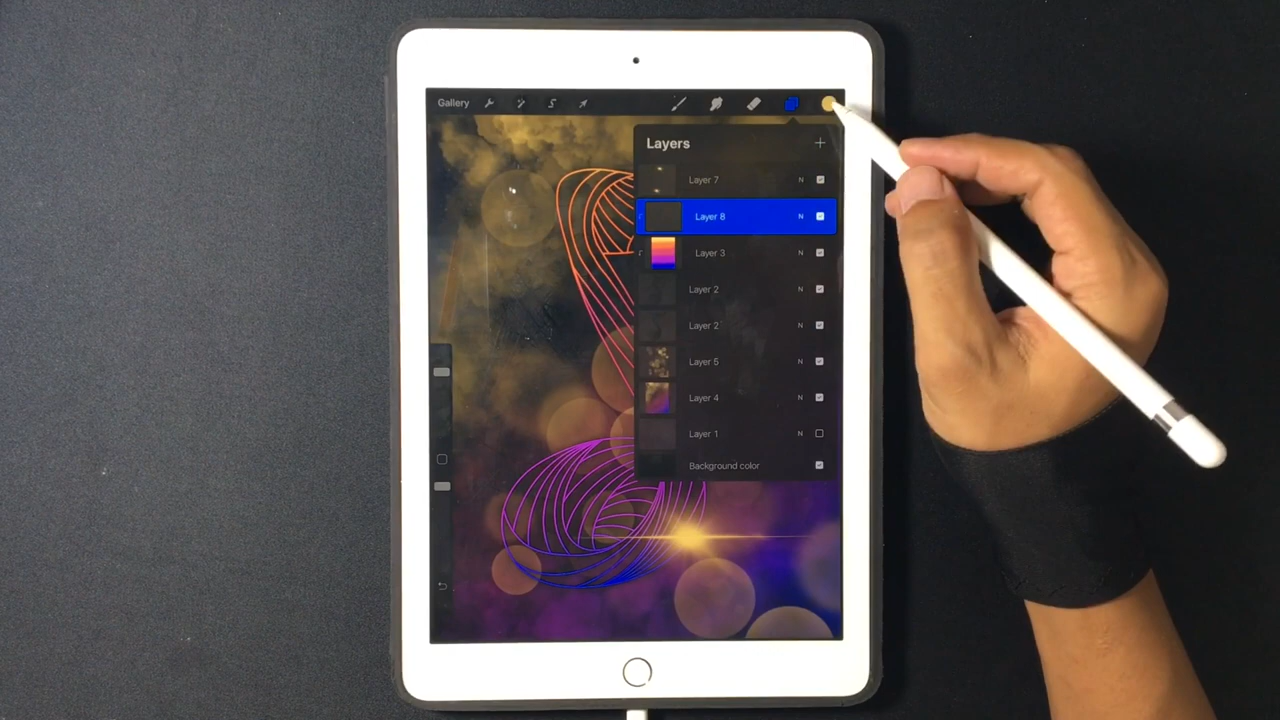 Gallery
Layers
Layer 7 N
Layer 8 N
Layer 3 N
Layer 2 N
Layer 2 N
Layer 5 N
Layer 4 N
Layer 1 N
Background color